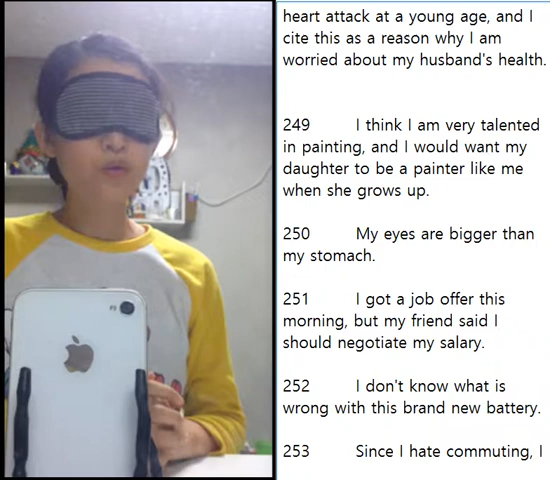 heart attack at a young age, and I
cite this as a reason why I am
worried about my husband's health.
249 I think I am very talented
in painting, and I would want my
daughter to be a painter like me
when she grows up.
250 My eyes are bigger than
my stomach.
251 I got a job offer this
morning, but my friend said I
should negotiate my salary.
252 I don't know what is
wrong with this brand new battery.
253 Since I hate commuting, I